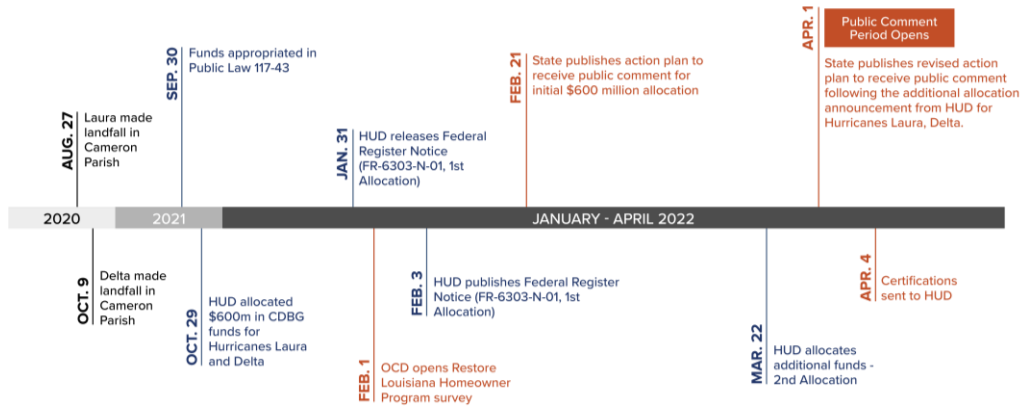 AUG. 27
Laura made
landfall in
Cameron
Parish
SEP. 30
Funds appropriated in
Public Law 117-43
JAN. 31
HUD releases Federal
Register Notice
(FR-6303-N-01, 1st
Allocation)
FEB. 21
State publishes action plan to
receive public comment for
initial $600 million allocation
APR. 1
Public Comment
Period Opens
State publishes revised action
plan to receive public comment
following the additional allocation
announcement from HUD for
Hurricanes Laura, Delta.
2020
2021
JANUARY - APRIL 2022
OCT. 9
Delta made
landfall in
Cameron
Parish
OCT. 29
HUD allocated
$600m in CDBG
funds for
Hurricanes Laura
and Delta
FEB. 1
OCD opens Restore
Louisiana Homeowner
Program survey
FEB. 3
HUD publishes Federal Register
Notice (FR-6303-N-01, 1st
Allocation)
MAR. 22
HUD allocates
additional funds -
2nd Allocation
APR. 4
Certifications
sent to HUD